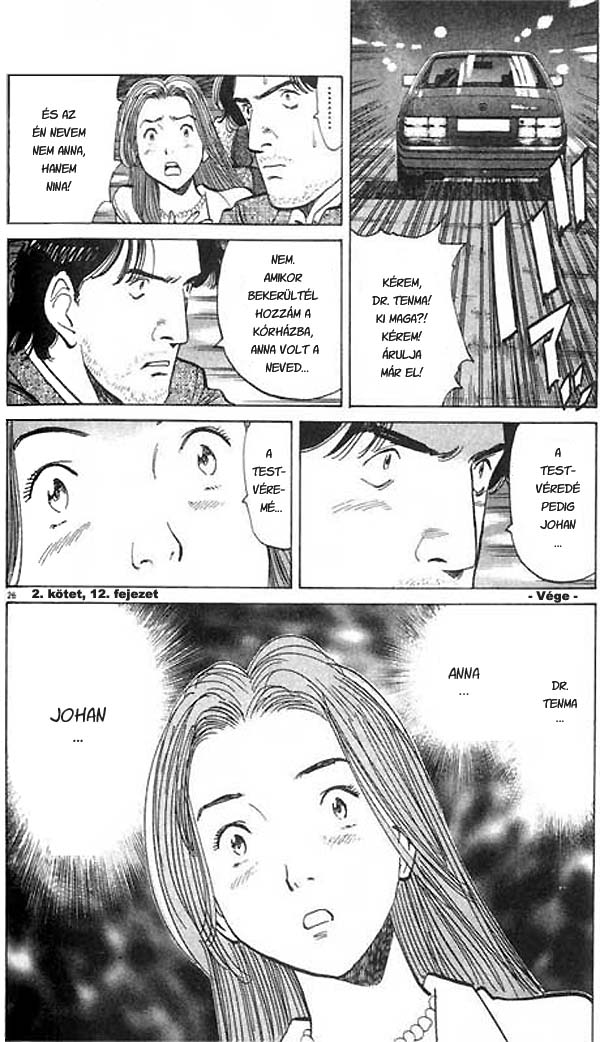 KÉREM,
DR. TENMA!
KI MAGA?!
KÉREM!
ÁRULJA
MÁR EL!
ÉS AZ
ÉN NEVEM
NEM ANNA,
HANEM
NINA!
NEM.
AMIKOR
BEKERÜLTÉL
HOZZÁM A
KÓRHÁZBA,
ANNA VOLT A
NEVED...
A
TEST-
VÉREDÉ
PEDIG
JOHAN
...
A
TEST-
VÉRE-
MÉ...
26
2. kötet, 12. fejezet
- Vége -
DR.
TENMA
...
ANNA
...
JOHAN
...